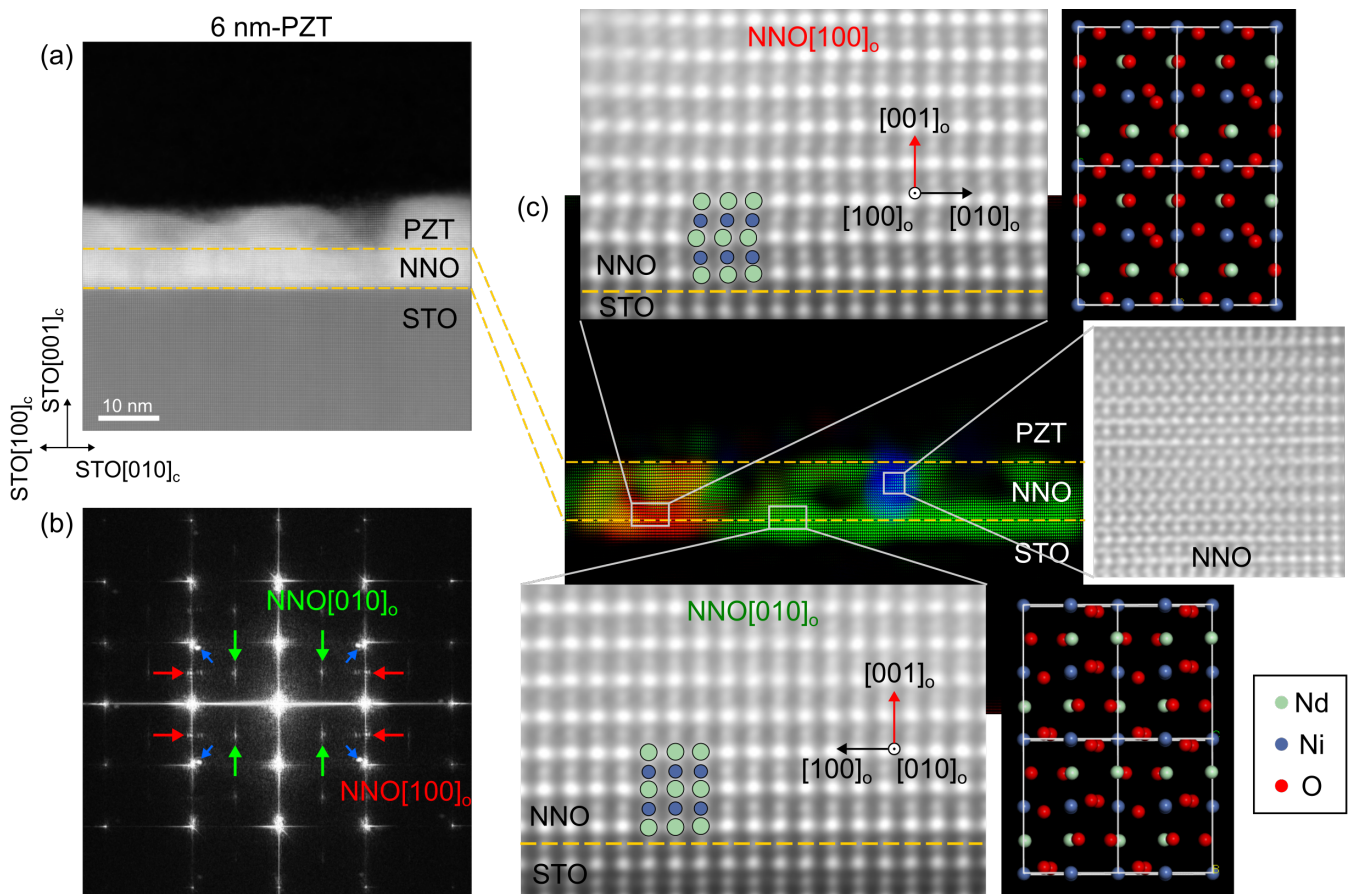 6 nm-PZT
(a)
PZT
NNO
STO
10 nm
STO[001]c
STO[100]c
STO[010]c
(b)
NNO[010]o
NNO[100]o
(c)
NNO[100]o
[001]o
[100]o
[010]o
NNO
STO
PZT
NNO
STO
NNO
NNO[010]o
[001]o
[100]o
[010]o
NNO
STO
Nd
Ni
O